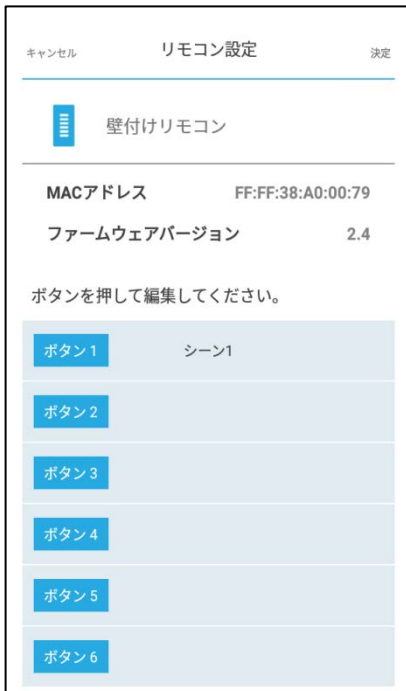 キャンセル リモコン設定 決定
壁付けリモコン
MACアドレス FF:FF:38:A0:00:79
ファームウェアバージョン 2.4
ボタンを押して編集してください。
ボタン 1 シーン1
ボタン 2
ボタン 3
ボタン 4
ボタン 5
ボタン 6